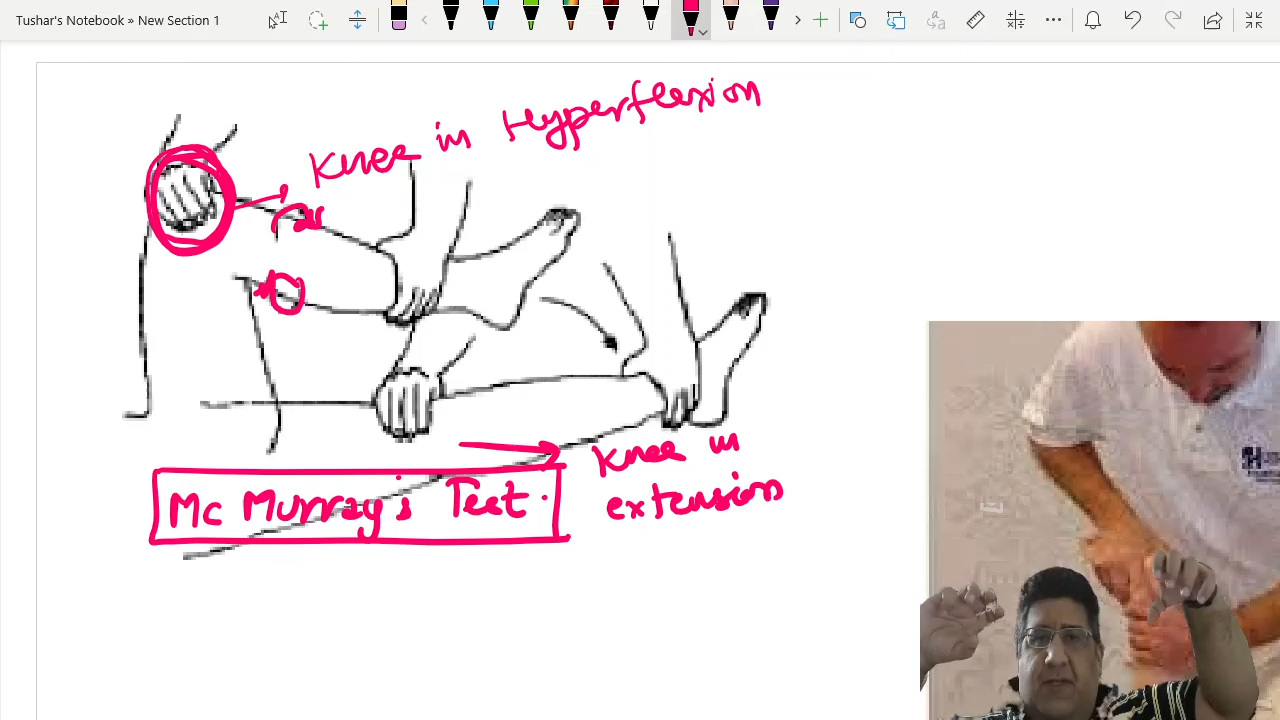 Tushar's Notebook » New Section 1
Knee in Hyperflexion
Knee in
extension
Mc Murray's Test.